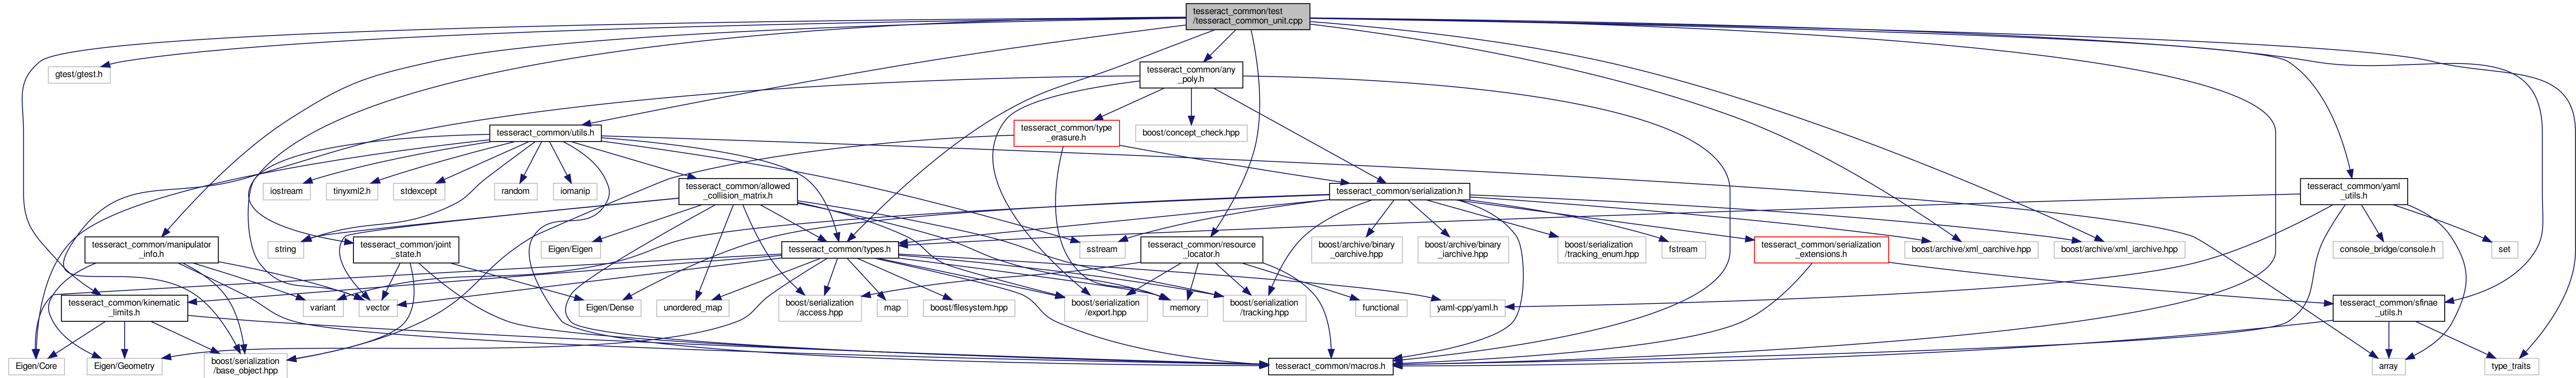 tesseract_common/test
/tesseract_common_unit.cpp
gtest/gtest.h
tesseract_common/any
_poly.h
tesseract_common/utils.h
tesseract_common/type
_erasure.h
boost/concept_check.hpp
iostream
tinyxml2.h
stdexcept
random
iomanip
tesseract_common/allowed
_collision_matrix.h
tesseract_common/serialization.h
tesseract_common/yaml
_utils.h
tesseract_common/manipulator
_info.h
string
tesseract_common/joint
_state.h
Eigen/Eigen
tesseract_common/types.h
sstream
tesseract_common/resource
_locator.h
boost/archive/binary
_oarchive.hpp
boost/archive/binary
_iarchive.hpp
boost/serialization
/tracking_enum.hpp
fstream
tesseract_common/serialization
_extensions.h
boost/archive/xml_oarchive.hpp
boost/archive/xml_iarchive.hpp
console_bridge/console.h
set
tesseract_common/kinematic
_limits.h
variant
vector
Eigen/Dense
unordered_map
boost/serialization
/access.hpp
map
boost/filesystem.hpp
boost/serialization
/export.hpp
memory
boost/serialization
/tracking.hpp
functional
yaml-cpp/yaml.h
tesseract_common/sfinae
_utils.h
Eigen/Core
Eigen/Geometry
boost/serialization
/base_object.hpp
tesseract_common/macros.h
array
type_traits